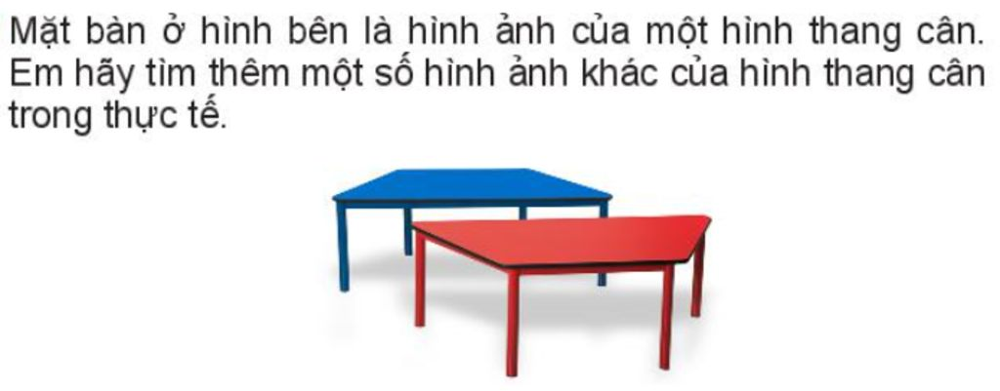 Mặt bàn ở hình bên là hình ảnh của một hình thang cân.
Em hãy tìm thêm một số hình ảnh khác của hình thang cân
trong thực tế.